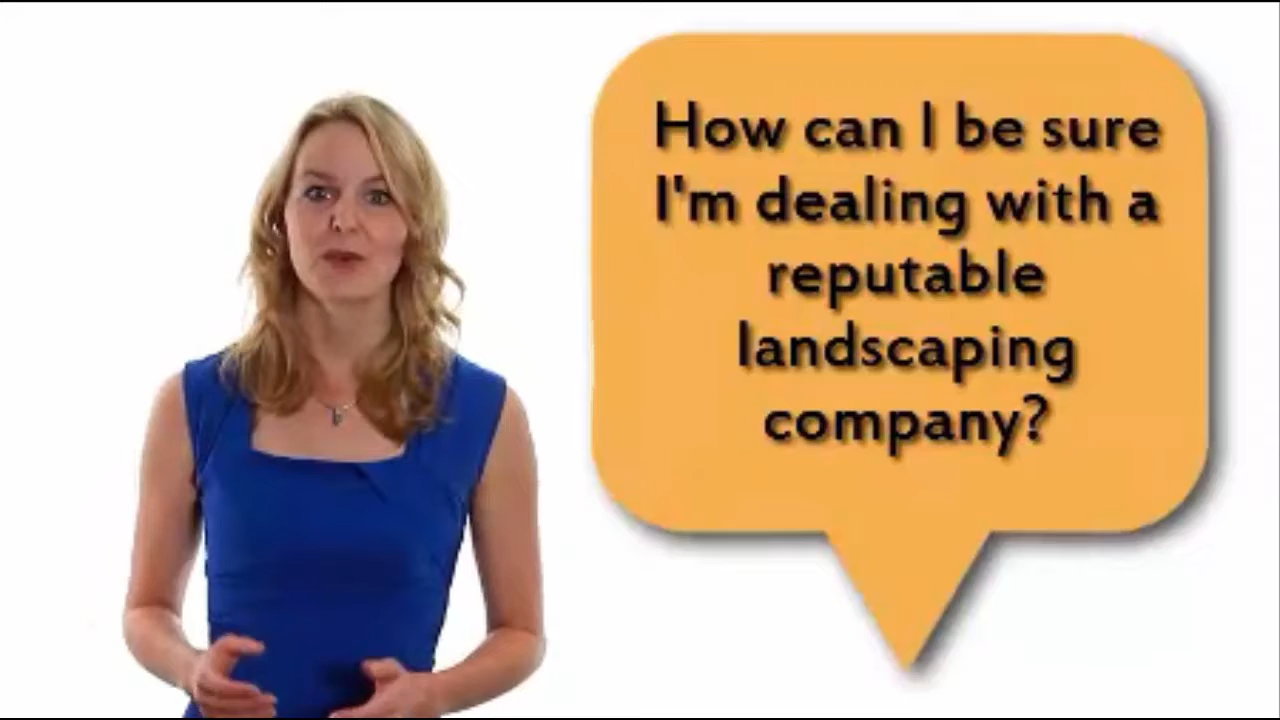 How can I be sure
I'm dealing with a
reputable
landscaping
company?